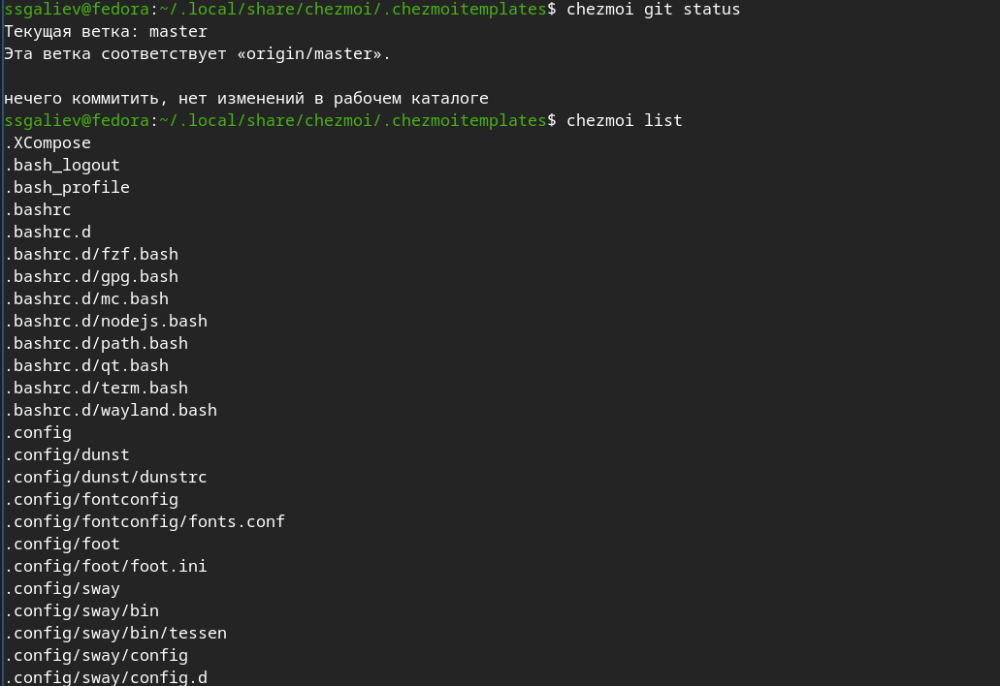 ssgaliev@fedora:~/.local/share/chezmoi/.chezmoitemplates$ chezmoi git status
Текущая ветка: master
Эта ветка соответствует «origin/master».
нечего коммитить, нет изменений в рабочем каталоге
ssgaliev@fedora:~/.local/share/chezmoi/.chezmoitemplates$ chezmoi list
.XCompose
.bash_logout
.bash_profile
.bashrc
.bashrc.d
.bashrc.d/fzf.bash
.bashrc.d/gpg.bash
.bashrc.d/mc.bash
.bashrc.d/nodejs.bash
.bashrc.d/path.bash
.bashrc.d/qt.bash
.bashrc.d/term.bash
.bashrc.d/wayland.bash
.config
.config/dunst
.config/dunst/dunstrc
.config/fontconfig
.config/fontconfig/fonts.conf
.config/foot
.config/foot/foot.ini
.config/sway
.config/sway/bin
.config/sway/bin/tessen
.config/sway/config
.config/sway/config.d